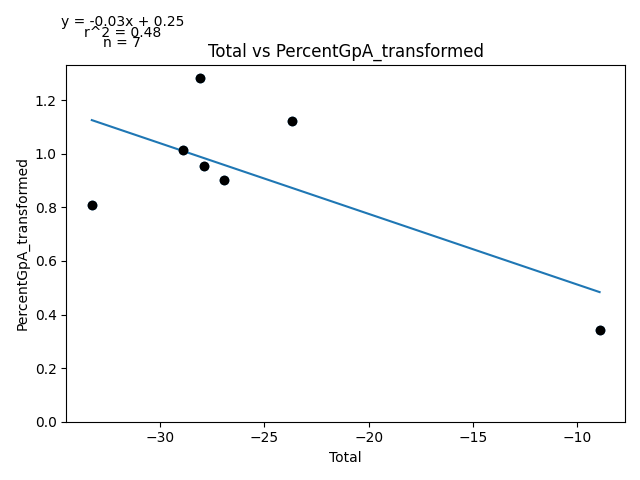 y = -0.03x + 0.25
r^2 = 0.48
n = 7
Total vs PercentGpA_transformed
PercentGpA_transformed
1.2
1.0
0.8
0.6
0.4
0.2
0.0
−30 −25 −20 −15 −10
Total